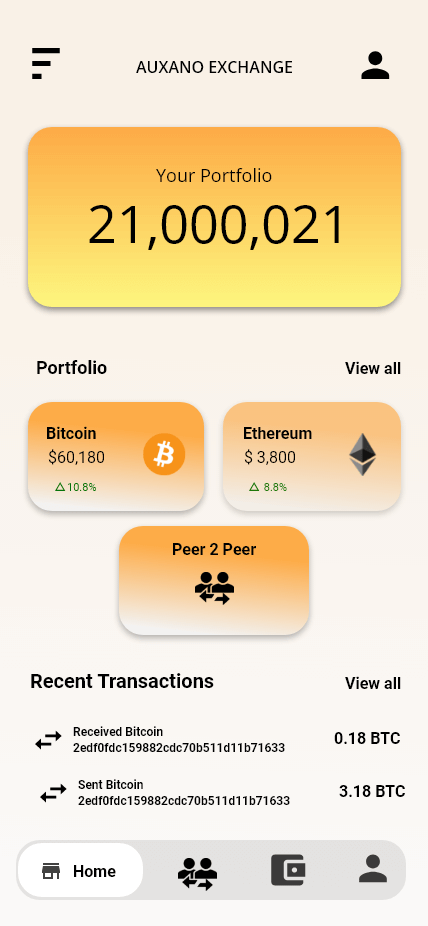 AUXANO EXCHANGE
Your Portfolio
21,000,021
Portfolio
View all
Bitcoin
$60,180
10.8%
Ethereum
$ 3,800
8.8%
Peer 2 Peer
Recent Transactions
View all
Received Bitcoin
2edf0fdc159882cdc70b511d11b71633
0.18 BTC
Sent Bitcoin
2edf0fdc159882cdc70b511d11b71633
3.18 BTC
Home